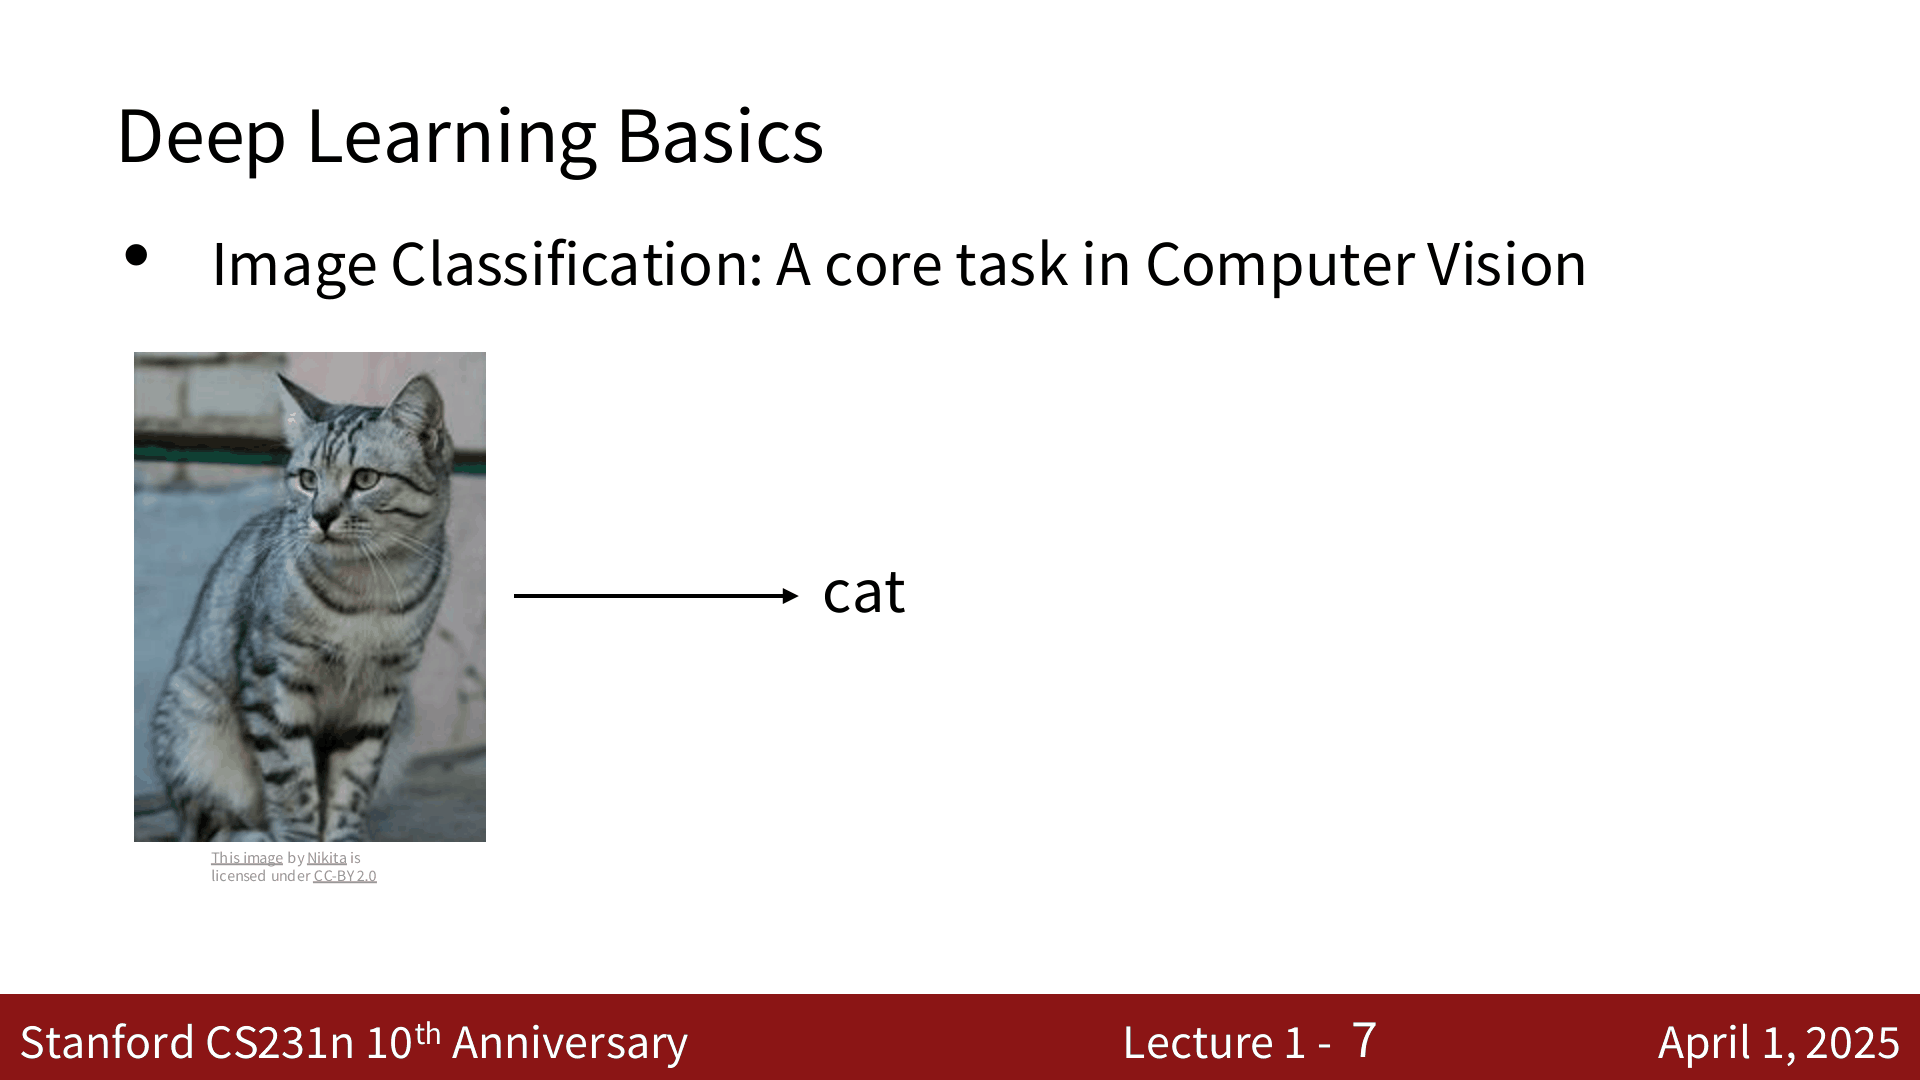 Deep Learning Basics
• Image Classification: A core task in Computer Vision
cat
This image by Nikita is
licensed under CC-BY 2.0
Stanford CS231n 10th Anniversary
Lecture 1 - 7
April 1, 2025